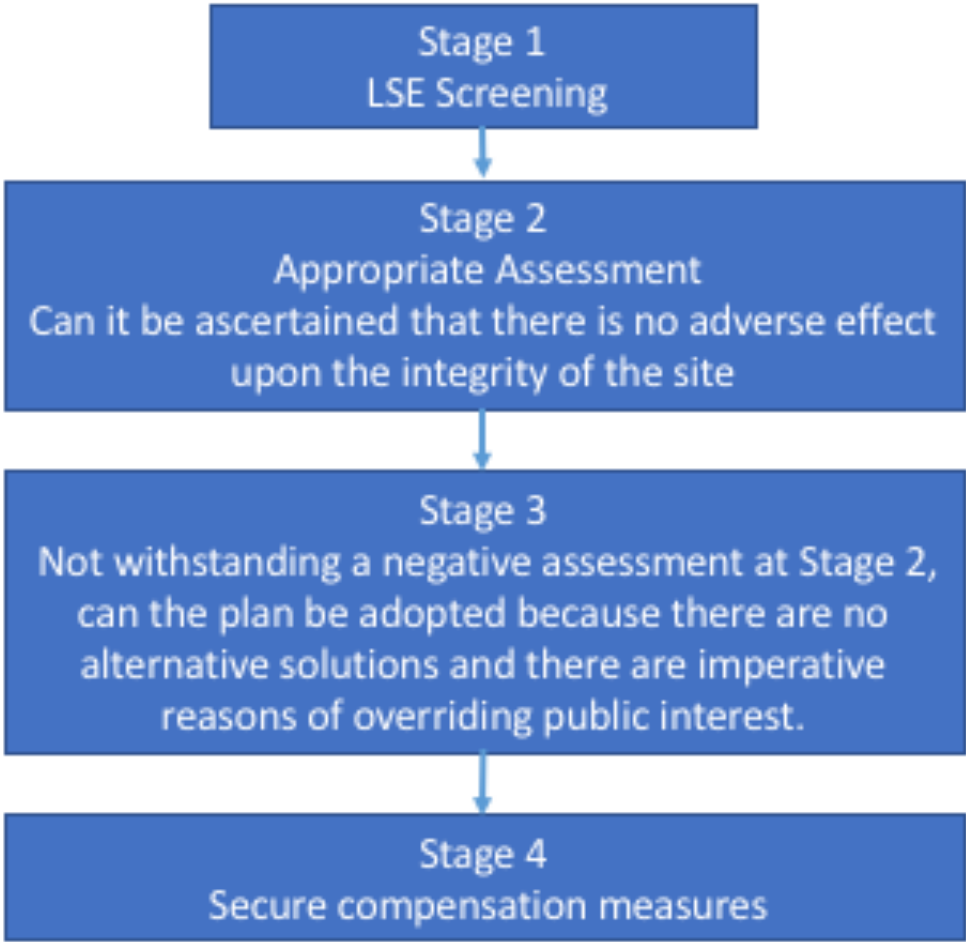 Stage 1
LSE Screening
Stage 2
Appropriate Assessment
Can it be ascertained that there is no adverse effect
upon the integrity of the site
Stage 3
Not withstanding a negative assessment at Stage 2,
can the plan be adopted because there are no
alternative solutions and there are imperative
reasons of overriding public interest.
Stage 4
Secure compensation measures